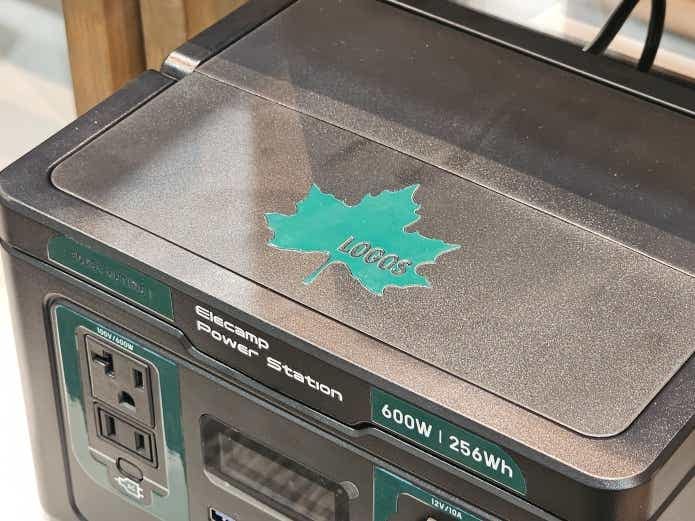 LOGOS
Elecamp
Power Station
100V/600W
600W | 256Wh
12V/10A